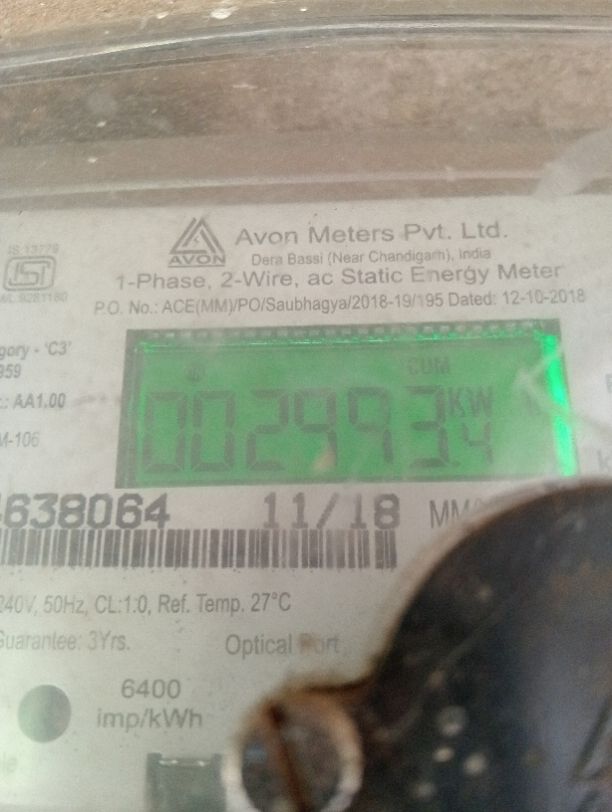 Avon Meters Pvt. Ltd.
AVON
Dera Bassi (Near Chandigarh), India
IS 13779
ISI
1-Phase, 2-Wire, ac Static Energy Meter
P.O. No.: ACE(MM)/PO/Saubhagya/2018-19/195 Dated: 12-10-2018
gory - 'C3'
959
.: AA1.00
M-106
CUM
002993.4 KW
638064 11/18 MM/
240V, 50Hz, CL:1.0, Ref. Temp. 27°C
Guarantee: 3Yrs. Optical Port
6400
imp/kWh